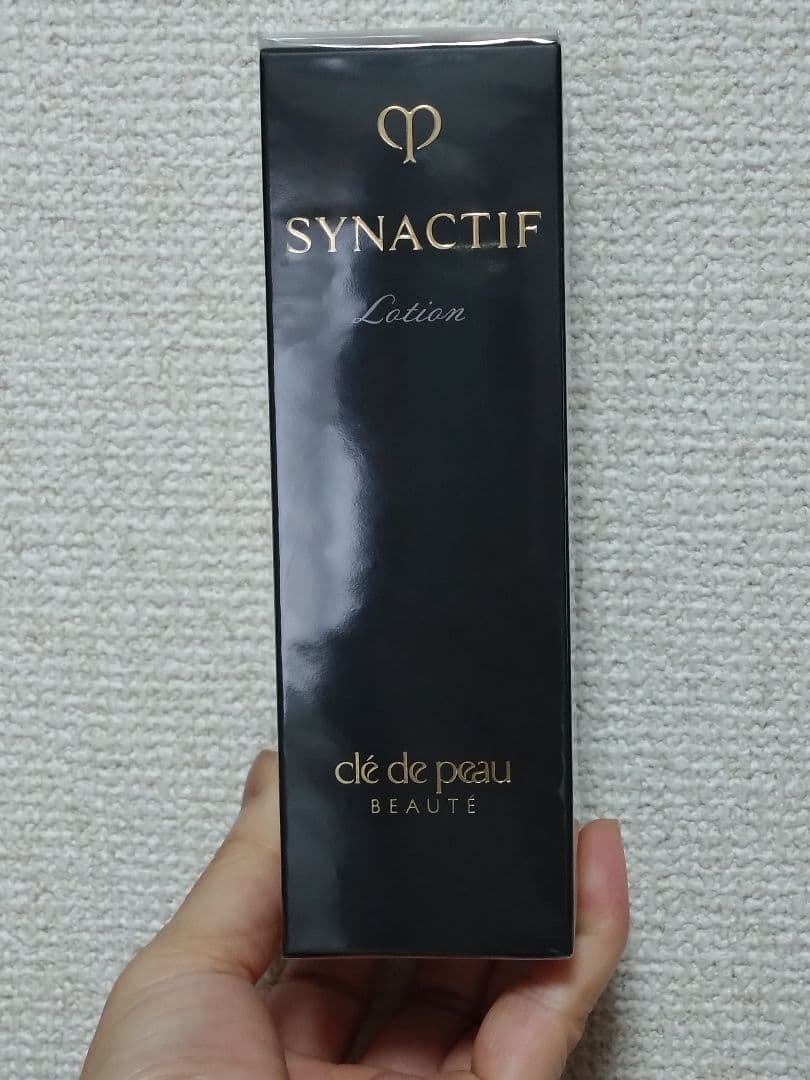 SYNACTIF
Lotion
clé de peau
BEAUTÉ